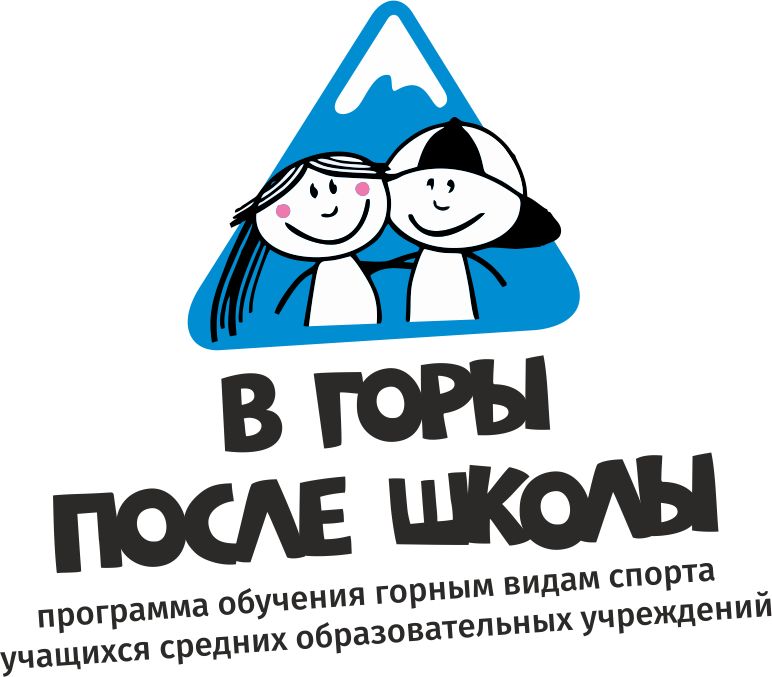 В ГОРЫ
ПОСЛЕ ШКОЛЫ
программа обучения горным видам спорта
учащихся средних образовательных учреждений